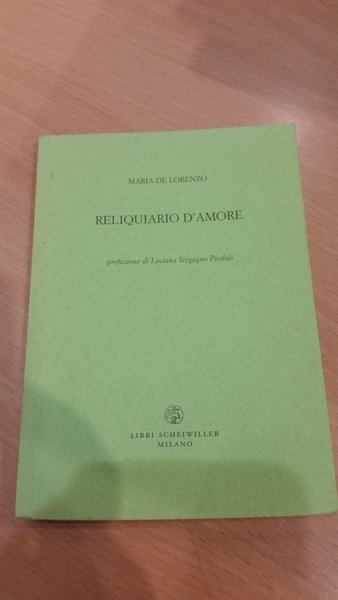 MARIA DE LORENZO
RELIQUIARIO D'AMORE
prefazione di Luciana Stegagno Picchio
LIBRI SCHEIWILLER
MILANO